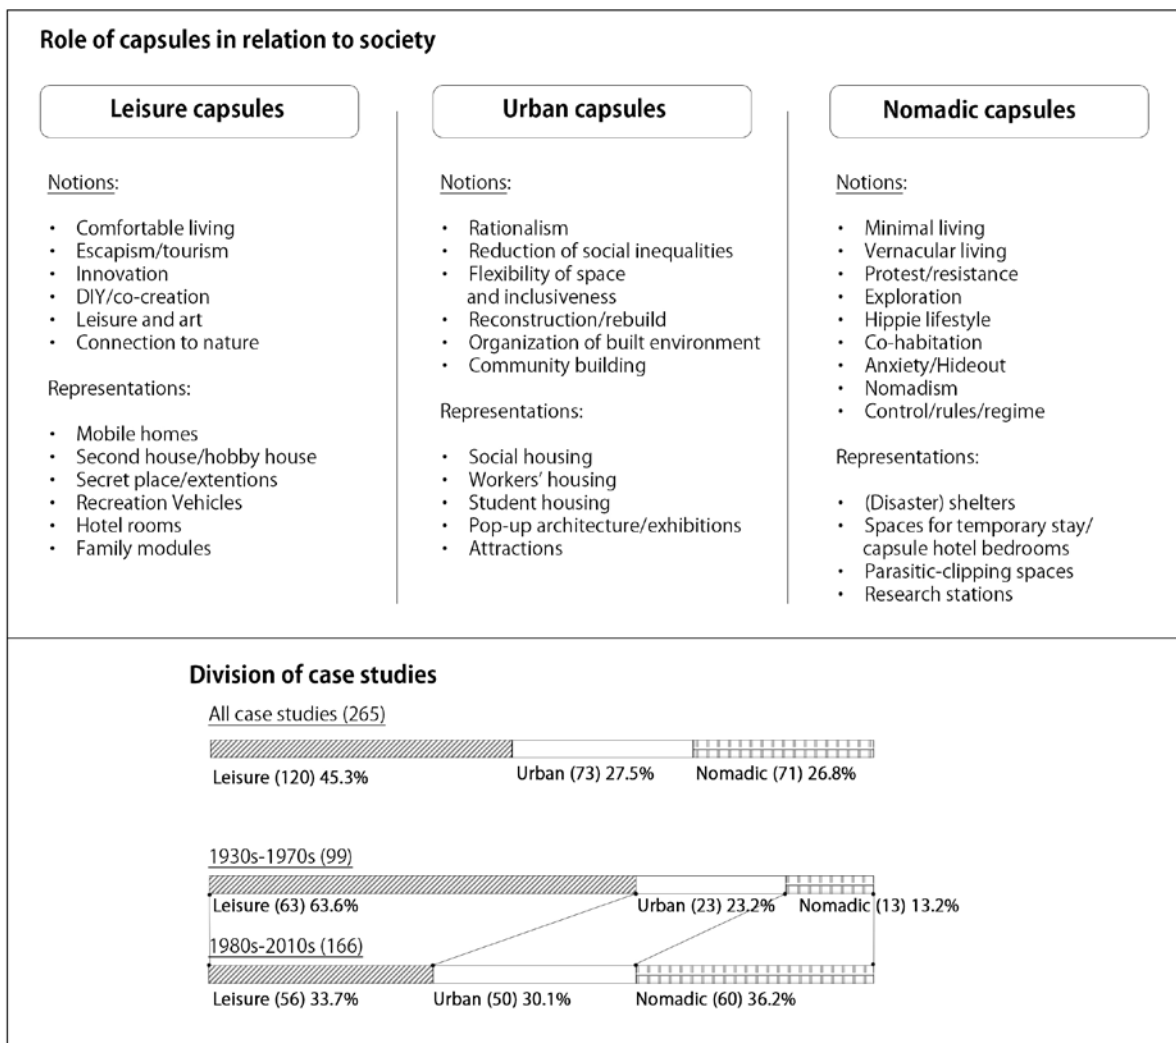 Role of capsules in relation to society
Leisure capsules
Notions:
• Comfortable living
• Escapism/tourism
• Innovation
• DIY/co-creation
• Leisure and art
• Connection to nature
Representations:
• Mobile homes
• Second house/hobby house
• Secret place/extentions
• Recreation Vehicles
• Hotel rooms
• Family modules
Urban capsules
Notions:
• Rationalism
• Reduction of social inequalities
• Flexibility of space
and inclusiveness
• Reconstruction/rebuild
• Organization of built environment
• Community building
Representations:
• Social housing
• Workers' housing
• Student housing
• Pop-up architecture/exhibitions
• Attractions
Nomadic capsules
Notions:
• Minimal living
• Vernacular living
• Protest/resistance
• Exploration
• Hippie lifestyle
• Co-habitation
• Anxiety/Hideout
• Nomadism
• Control/rules/regime
Representations:
• (Disaster) shelters
• Spaces for temporary stay/
capsule hotel bedrooms
• Parasitic-clipping spaces
• Research stations
Division of case studies
All case studies (265)
Leisure (120) 45.3% Urban (73) 27.5% Nomadic (71) 26.8%
1930s-1970s (99)
Leisure (63) 63.6% Urban (23) 23.2% Nomadic (13) 13.2%
1980s-2010s (166)
Leisure (56) 33.7% Urban (50) 30.1% Nomadic (60) 36.2%